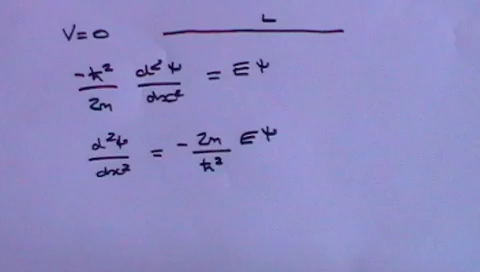 V=0 L
-ℏ²/2m d²ψ/dx² = Eψ
d²ψ/dx² = -2m/ℏ² Eψ